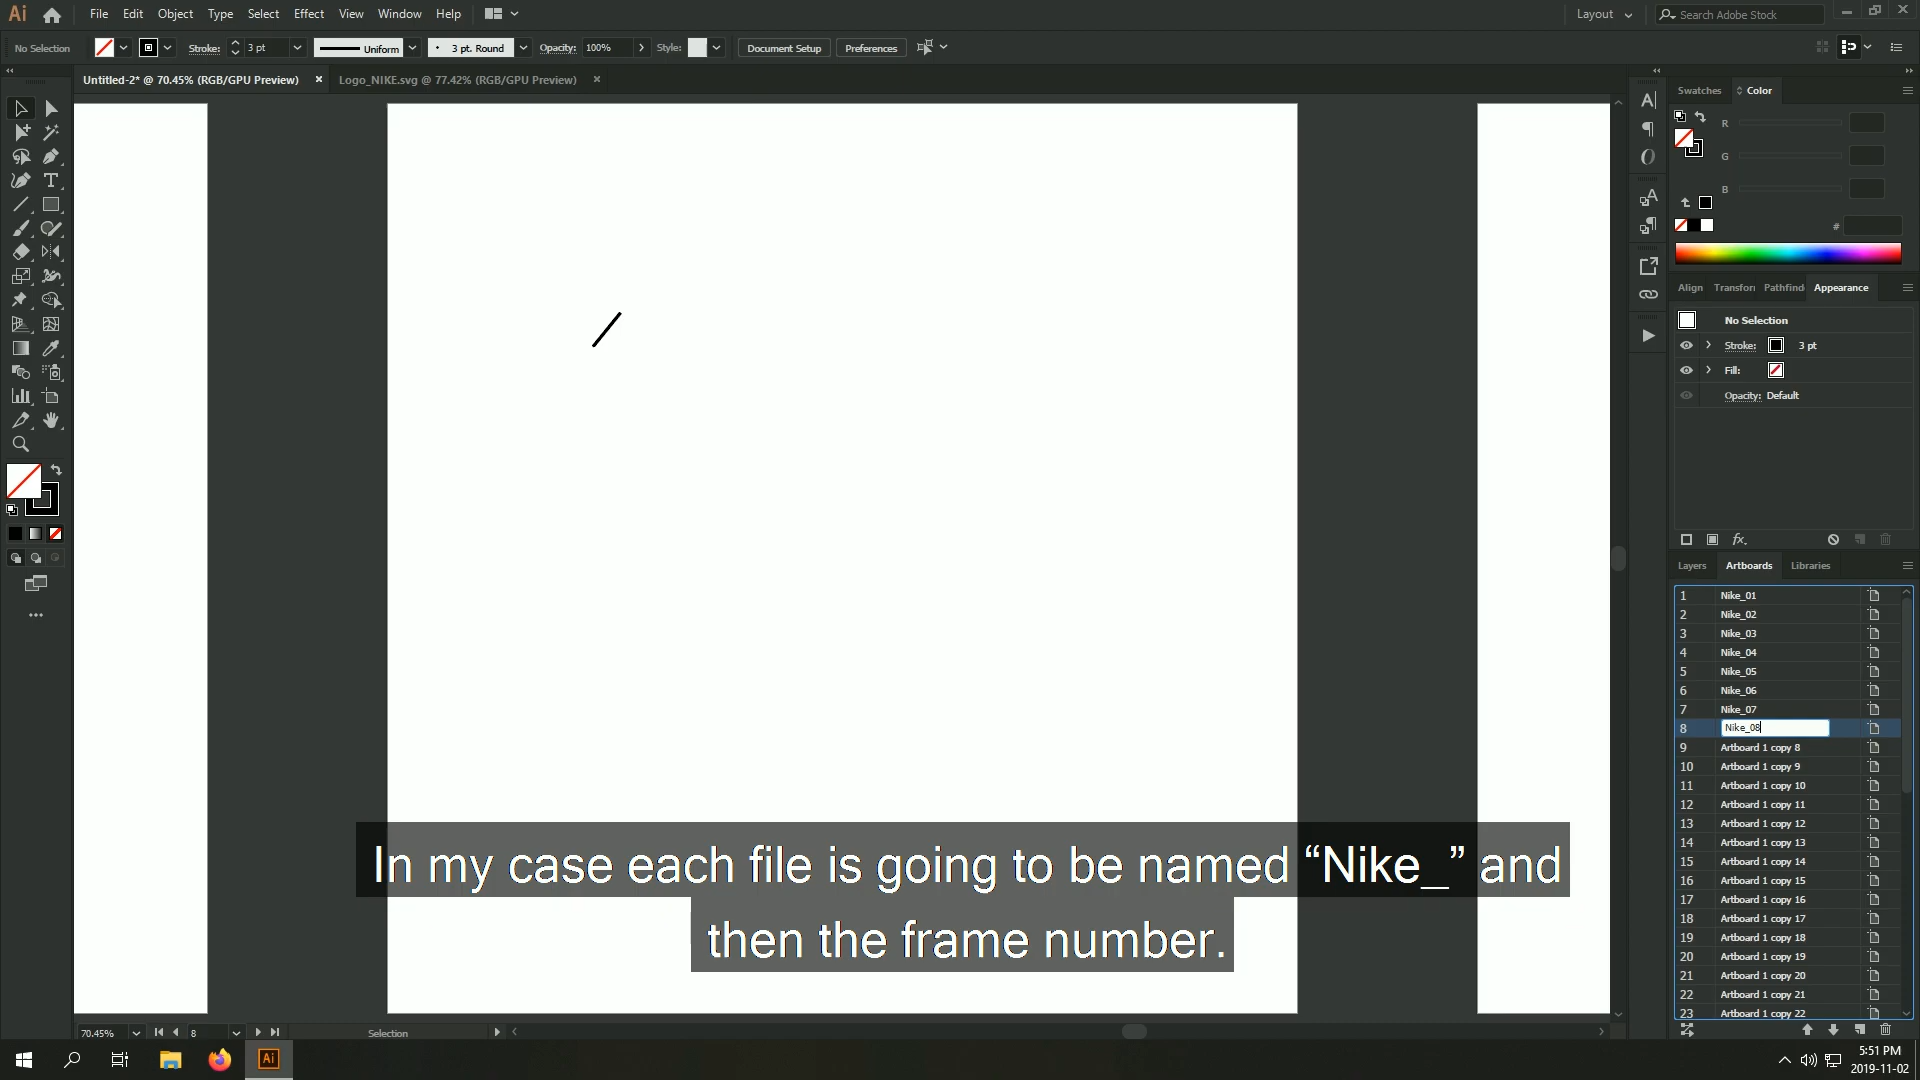 Ai File Edit Object Type Select Effect View Window Help Layout Search Adobe Stock
No Selection Stroke: 3 pt Uniform 3 pt. Round Opacity: 100% Style: Document Setup Preferences
Untitled-2* @ 70.45% (RGB/GPU Preview) Logo_NIKE.svg @ 77.42% (RGB/GPU Preview)
Swatches Color
R
G
B
#
Align Transforn Pathfind Appearance
No Selection
Stroke: 3 pt
Fill:
Opacity: Default
fx
Layers Artboards Libraries
1 Nike_01
2 Nike_02
3 Nike_03
4 Nike_04
5 Nike_05
6 Nike_06
7 Nike_07
8 Nike_08
9 Artboard 1 copy 8
10 Artboard 1 copy 9
11 Artboard 1 copy 10
12 Artboard 1 copy 11
13 Artboard 1 copy 12
14 Artboard 1 copy 13
15 Artboard 1 copy 14
16 Artboard 1 copy 15
17 Artboard 1 copy 16
18 Artboard 1 copy 17
19 Artboard 1 copy 18
20 Artboard 1 copy 19
21 Artboard 1 copy 20
22 Artboard 1 copy 21
23 Artboard 1 copy 22
In my case each file is going to be named “Nike_” and
then the frame number.
70.45% 8 Selection
Ai
5:51 PM
2019-11-02